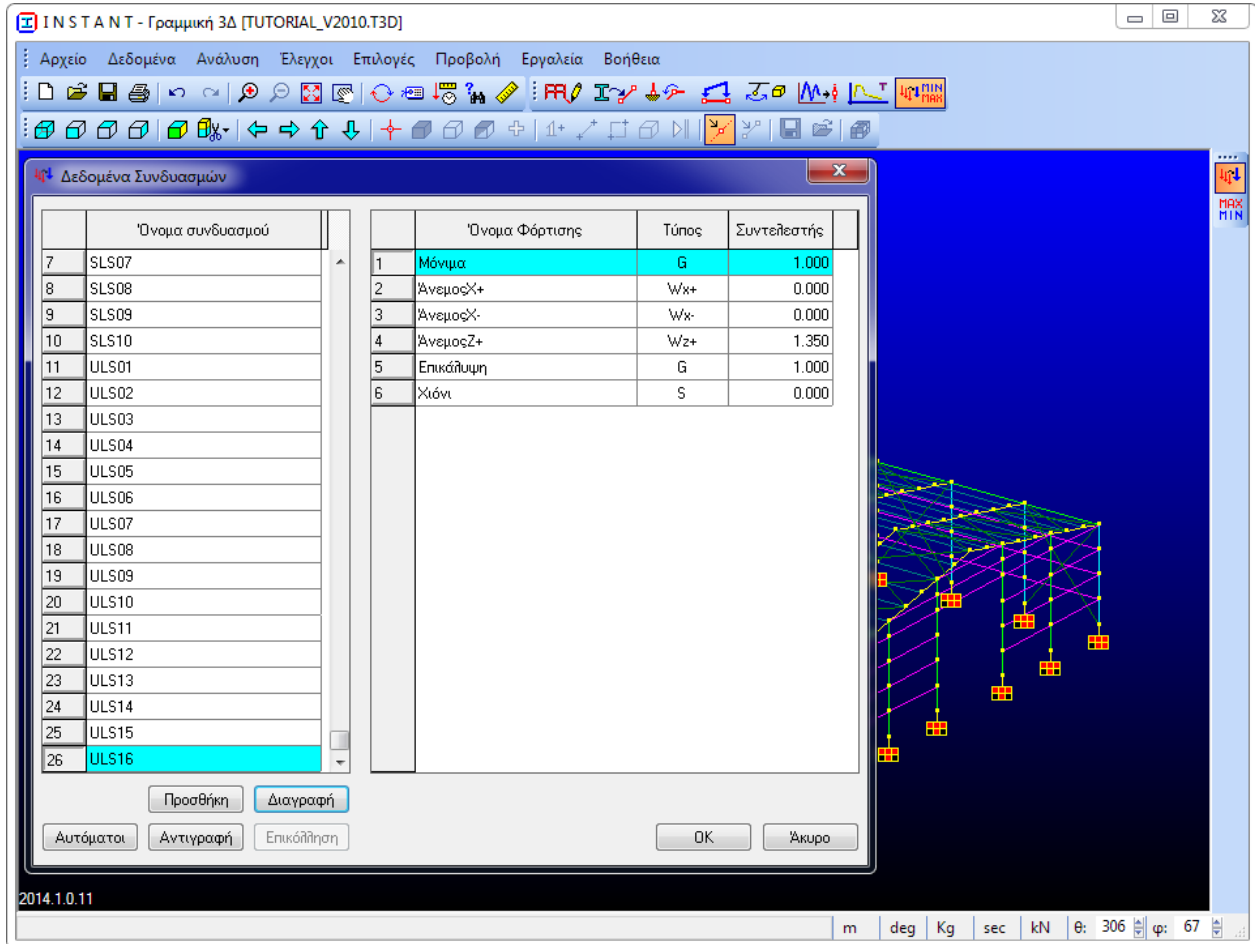 I N S T A N T - Γραμμική 3Δ [TUTORIAL_V2010.T3D]
Αρχείο Δεδομένα Ανάλυση Έλεγχοι Επιλογές Προβολή Εργαλεία Βοήθεια
MIN
MAX
Δεδομένα Συνδυασμών
MAX
MIN
Όνομα συνδυασμού
7 SLS07
8 SLS08
9 SLS09
10 SLS10
11 ULS01
12 ULS02
13 ULS03
14 ULS04
15 ULS05
16 ULS06
17 ULS07
18 ULS08
19 ULS09
20 ULS10
21 ULS11
22 ULS12
23 ULS13
24 ULS14
25 ULS15
26 ULS16
Όνομα Φόρτισης Τύπος Συντελεστής
1 Μόνιμα G 1.000
2 ΆνεμοςX+ Wx+ 0.000
3 ΆνεμοςX- Wx- 0.000
4 ΆνεμοςZ+ Wz+ 1.350
5 Επικάλυψη G 1.000
6 Χιόνι S 0.000
Προσθήκη Διαγραφή
Αυτόματοι Αντιγραφή Επικόλληση OK Άκυρο
2014.1.0.11
m deg Kg sec kN θ: 306 φ: 67